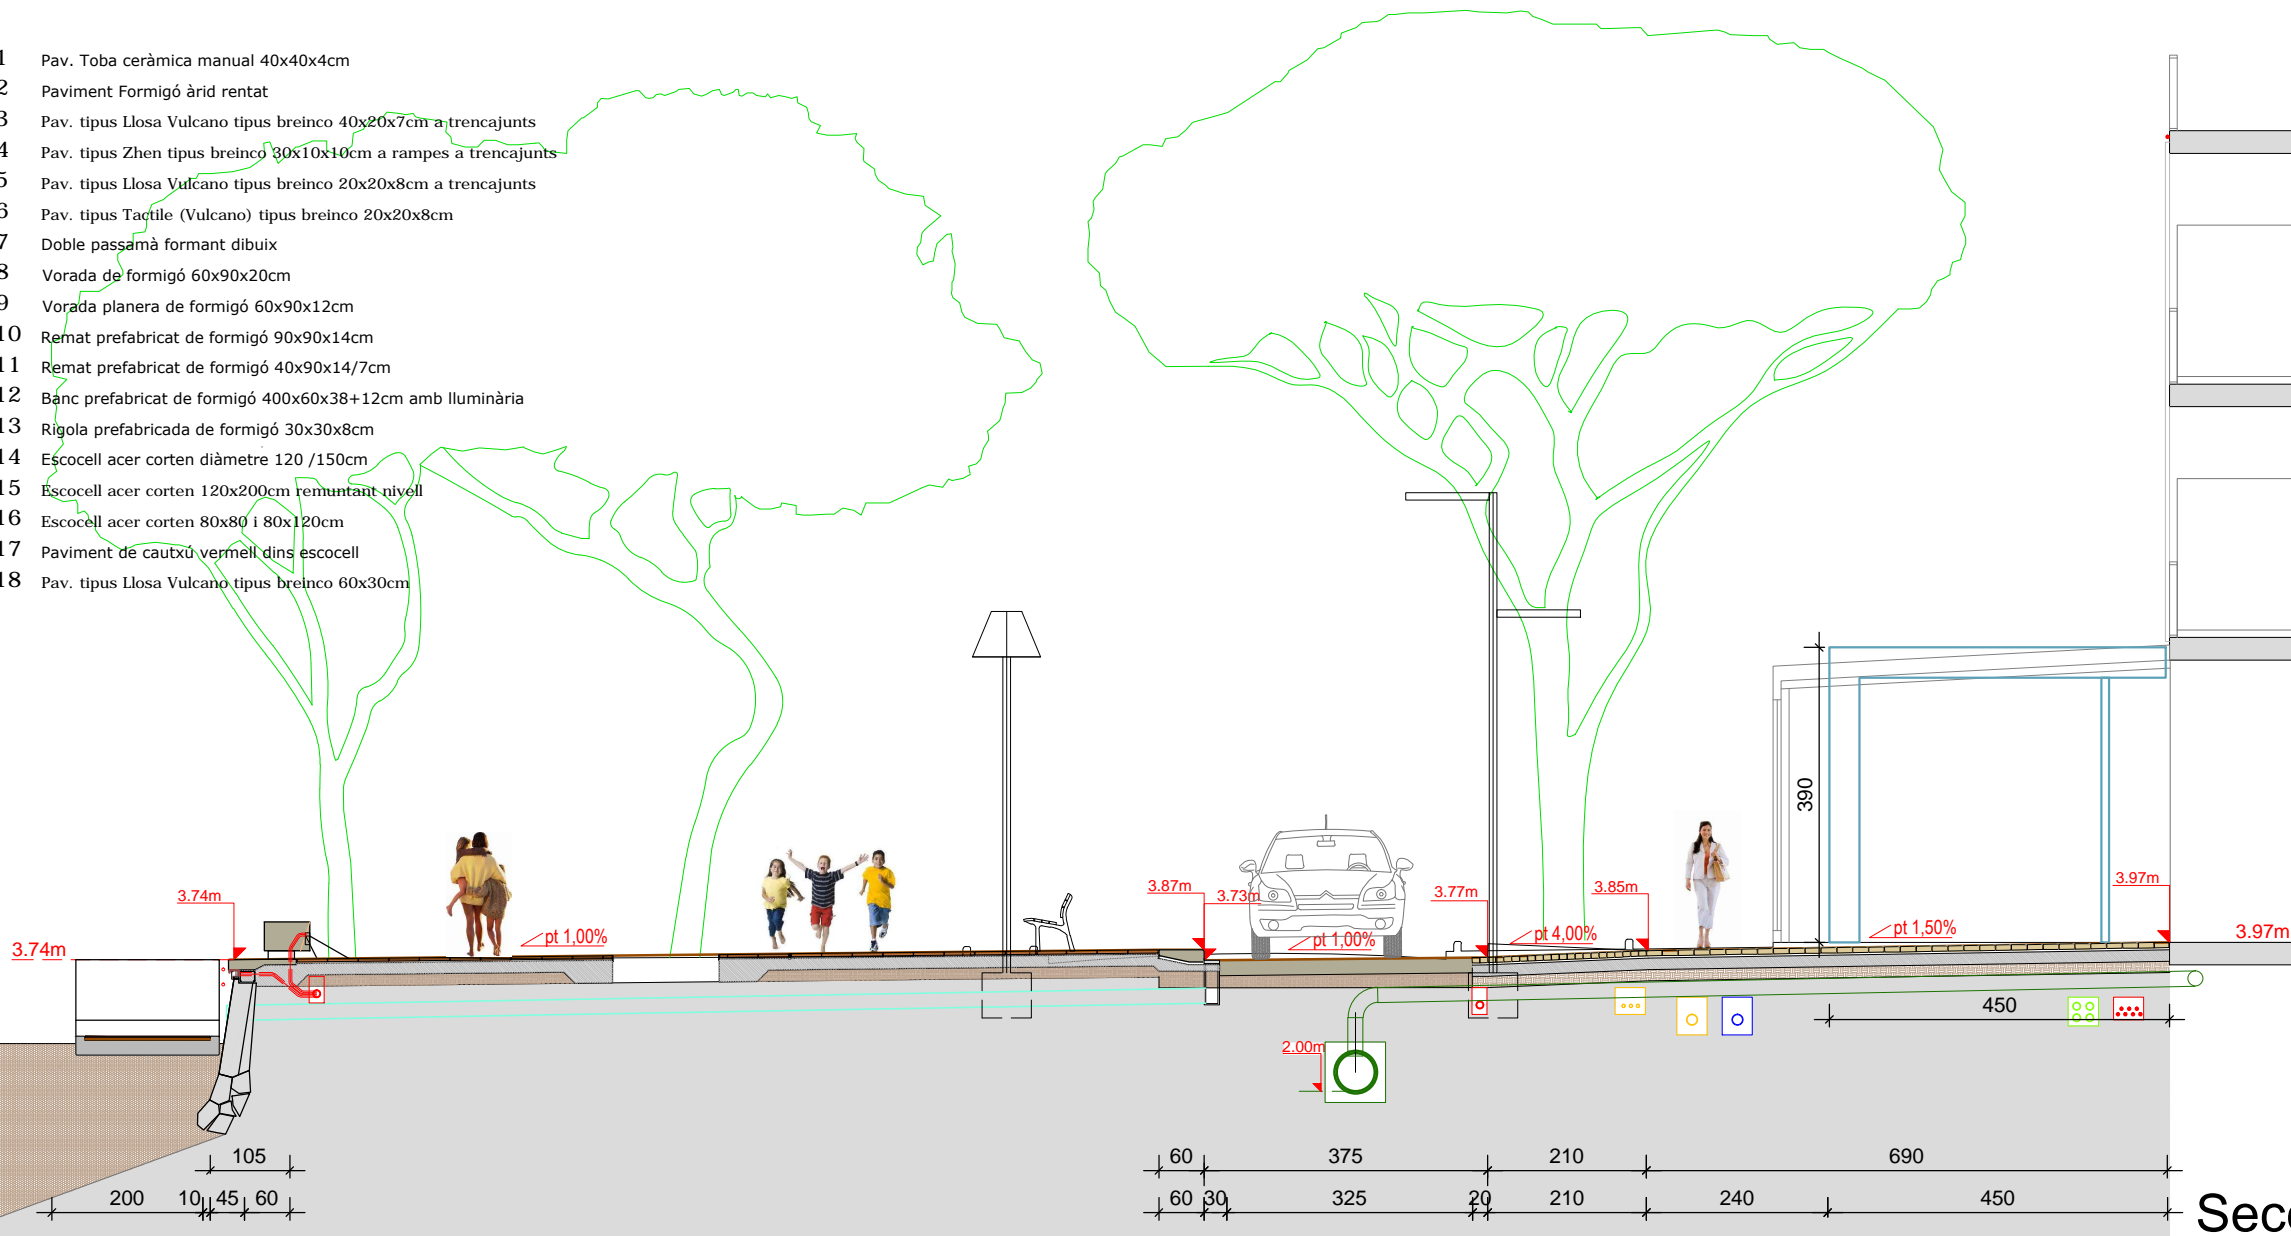 1 Pav. Toba ceràmica manual 40x40x4cm
2 Paviment Formigó àrid rentat
3 Pav. tipus Llosa Vulcano tipus breinco 40x20x7cm a trencajunts
4 Pav. tipus Zhen tipus breinco 30x10x10cm a rampes a trencajunts
5 Pav. tipus Llosa Vulcano tipus breinco 20x20x8cm a trencajunts
6 Pav. tipus Tactile (Vulcano) tipus breinco 20x20x8cm
7 Doble passamà formant dibuix
8 Vorada de formigó 60x90x20cm
9 Vorada planera de formigó 60x90x12cm
10 Remat prefabricat de formigó 90x90x14cm
11 Remat prefabricat de formigó 40x90x14/7cm
12 Banc prefabricat de formigó 400x60x38+12cm amb lluminària
13 Rigola prefabricada de formigó 30x30x8cm
14 Escocell acer corten diàmetre 120 /150cm
15 Escocell acer corten 120x200cm remuntant nivell
16 Escocell acer corten 80x80 i 80x120cm
17 Paviment de cautxú vermell dins escocell
18 Pav. tipus Llosa Vulcano tipus breinco 60x30cm
390
3.74m 3.87m 3.73m 3.77m 3.85m 3.97m
3.74m pt 1,00% pt 1,00% pt 4,00% pt 1,50% 3.97m
450
2.00m
105 60 375 210 690
200 10 45 60 60 30 325 20 210 240 450